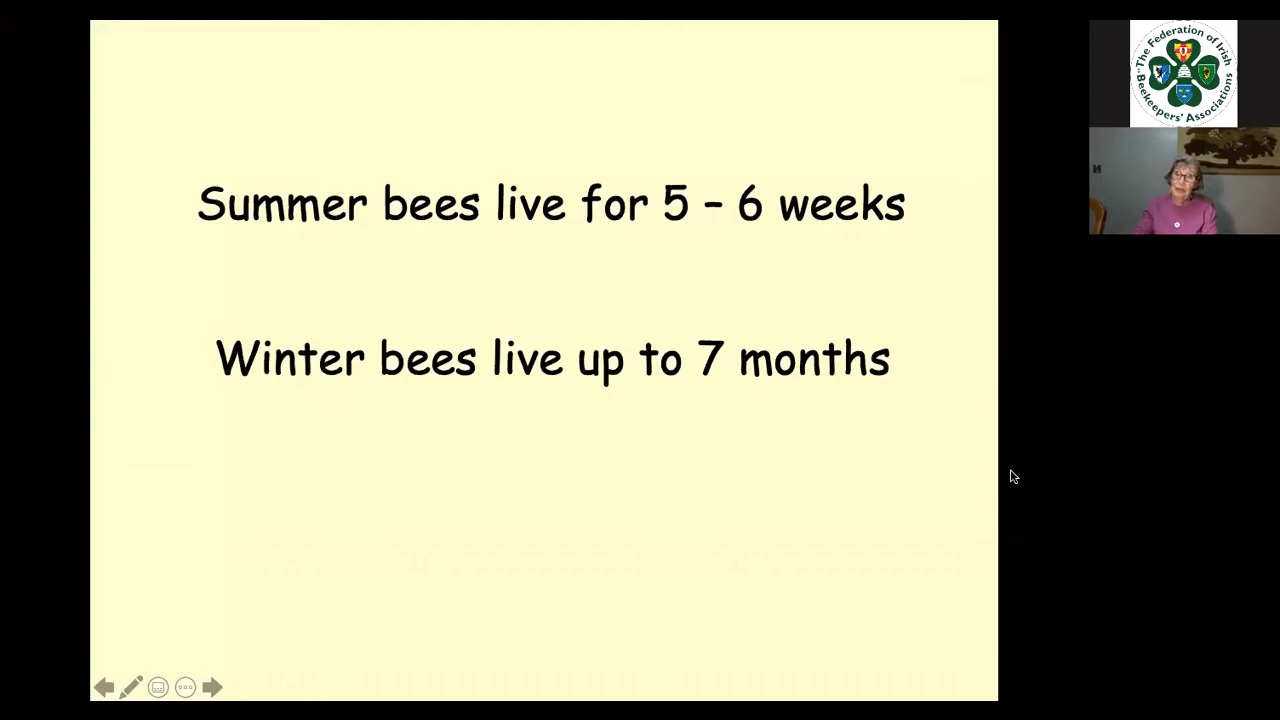 Summer bees live for 5 – 6 weeks
Winter bees live up to 7 months
"The Federation of Irish
Beekeepers' Associations